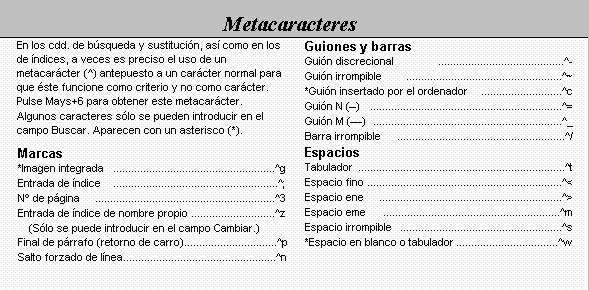 Metacaracteres
En los cdd. de búsqueda y sustitución, así como en los
de índices, a veces es preciso el uso de un
metacarácter (^) antepuesto a un carácter normal para
que éste funcione como criterio y no como carácter.
Pulse Mays+6 para obtener este metacarácter.
Algunos caracteres sólo se pueden introducir en el
campo Buscar. Aparecen con un asterisco (*).
Marcas
*Imagen integrada ......^g
Entrada de índice ......^;
Nº de página ......^3
Entrada de índice de nombre propio ......^z
(Sólo se puede introducir en el campo Cambiar.)
Final de párrafo (retorno de carro)......^p
Salto forzado de línea......^n
Guiones y barras
Guión discrecional ......^-
Guión irrompible ......^~
*Guión insertado por el ordenador ......^c
Guión N (–) ......^=
Guión M (—) ......^_
Barra irrompible ......^/
Espacios
Tabulador ......^t
Espacio fino ......^<
Espacio ene ......^>
Espacio eme ......^m
Espacio irrompible ......^s
*Espacio en blanco o tabulador ......^w